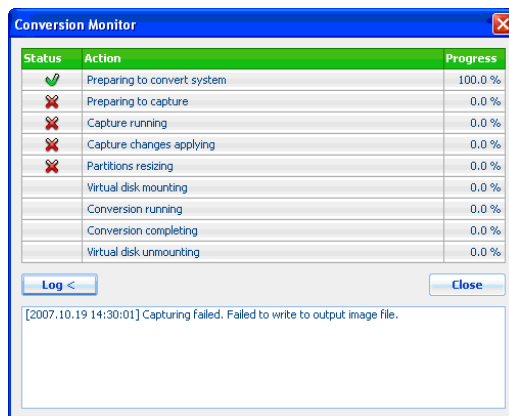 Conversion Monitor
Status Action Progress
Preparing to convert system 100.0 %
Preparing to capture 0.0 %
Capture running 0.0 %
Capture changes applying 0.0 %
Partitions resizing 0.0 %
Virtual disk mounting 0.0 %
Conversion running 0.0 %
Conversion completing 0.0 %
Virtual disk unmounting 0.0 %
Log < Close
[2007.10.19 14:30:01] Capturing failed. Failed to write to output image file.